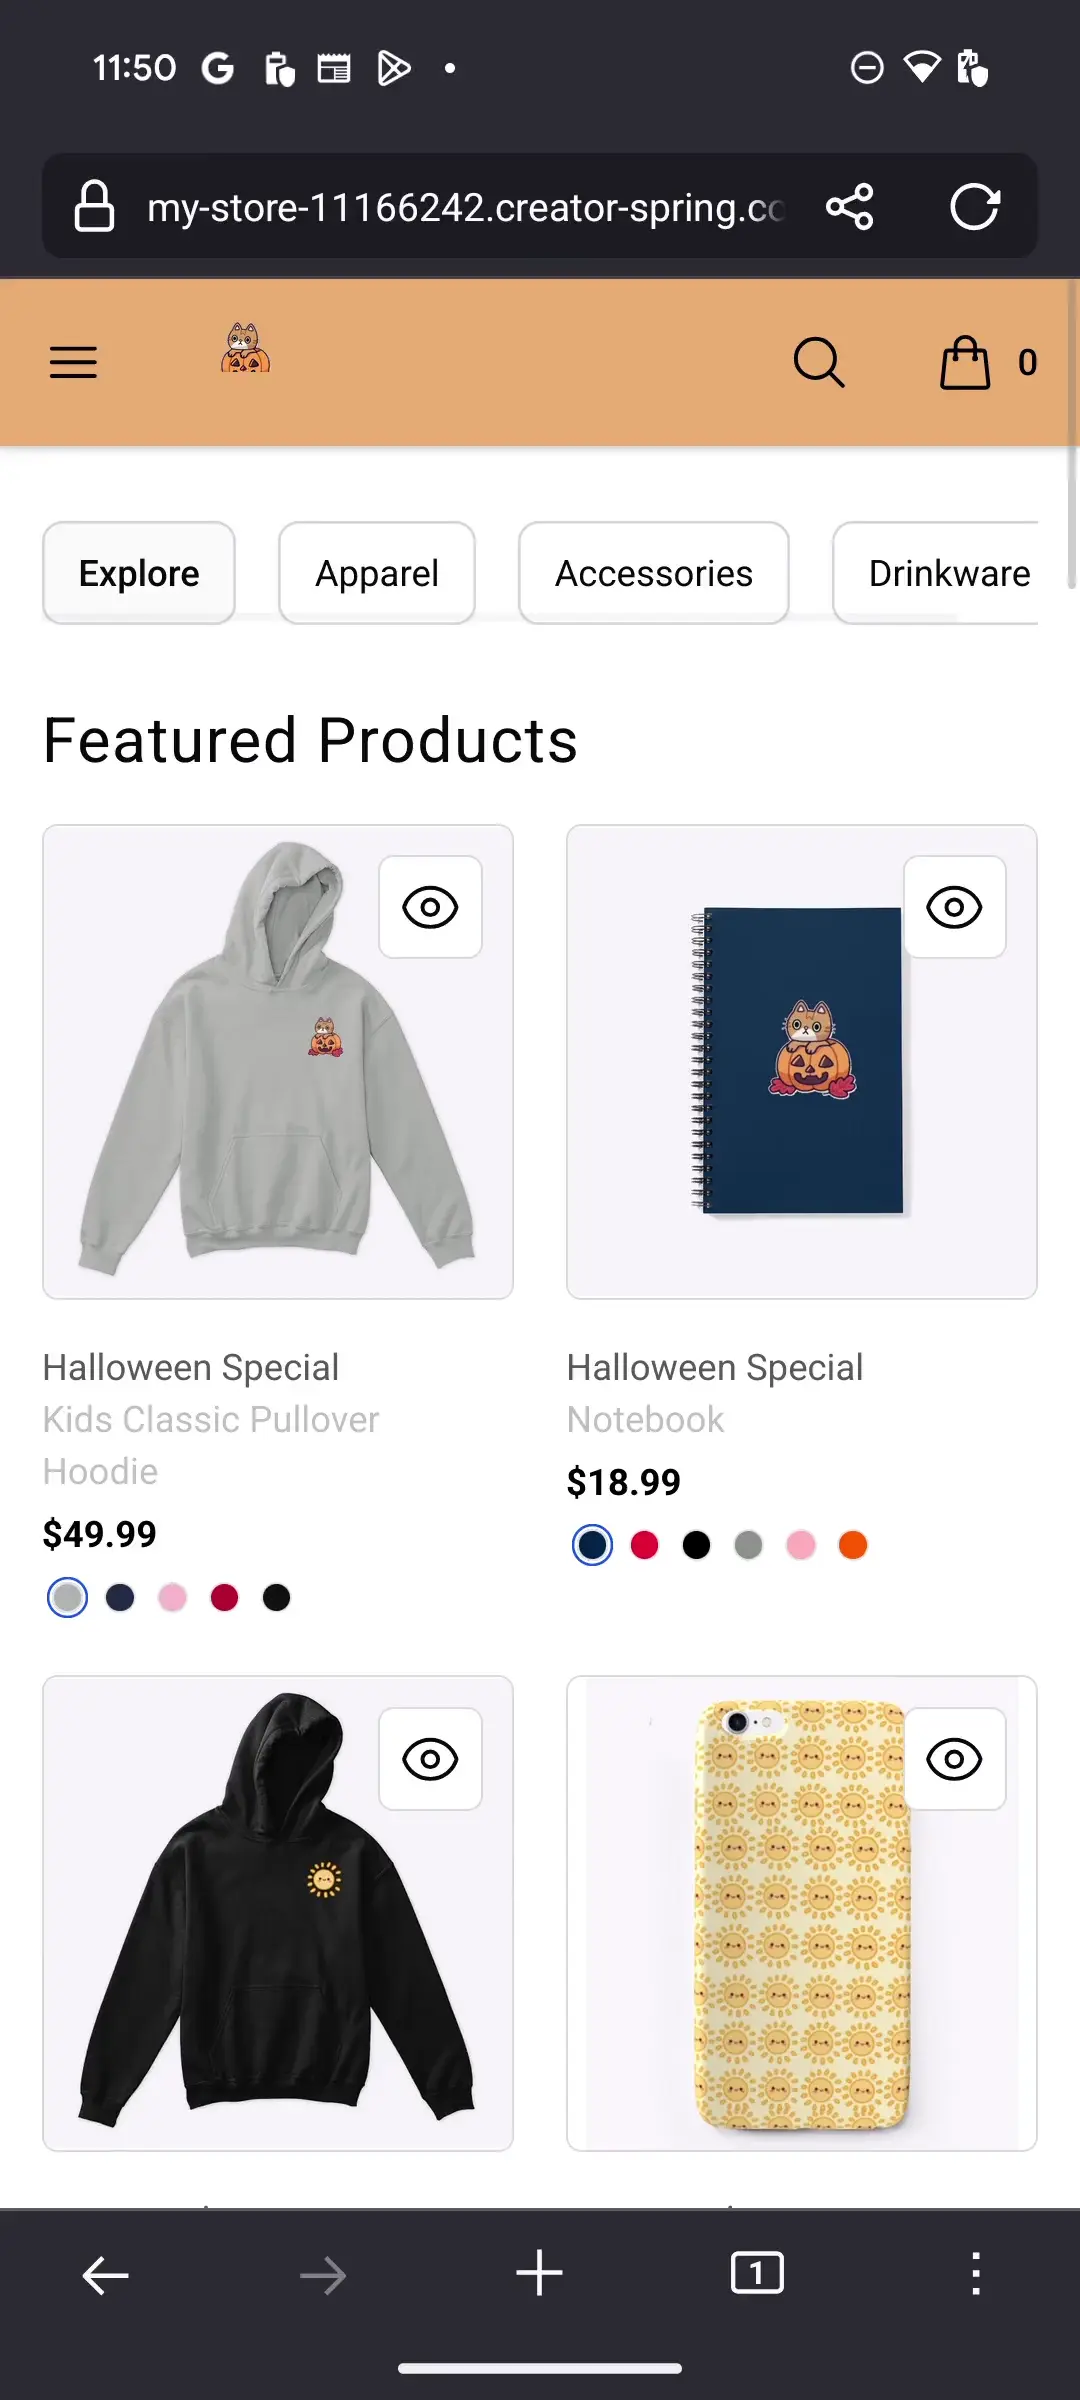 11:50
my-store-11166242.creator-spring.co
0
Explore
Apparel
Accessories
Drinkware
Featured Products
Halloween Special
Kids Classic Pullover
Hoodie
$49.99
Halloween Special
Notebook
$18.99
1